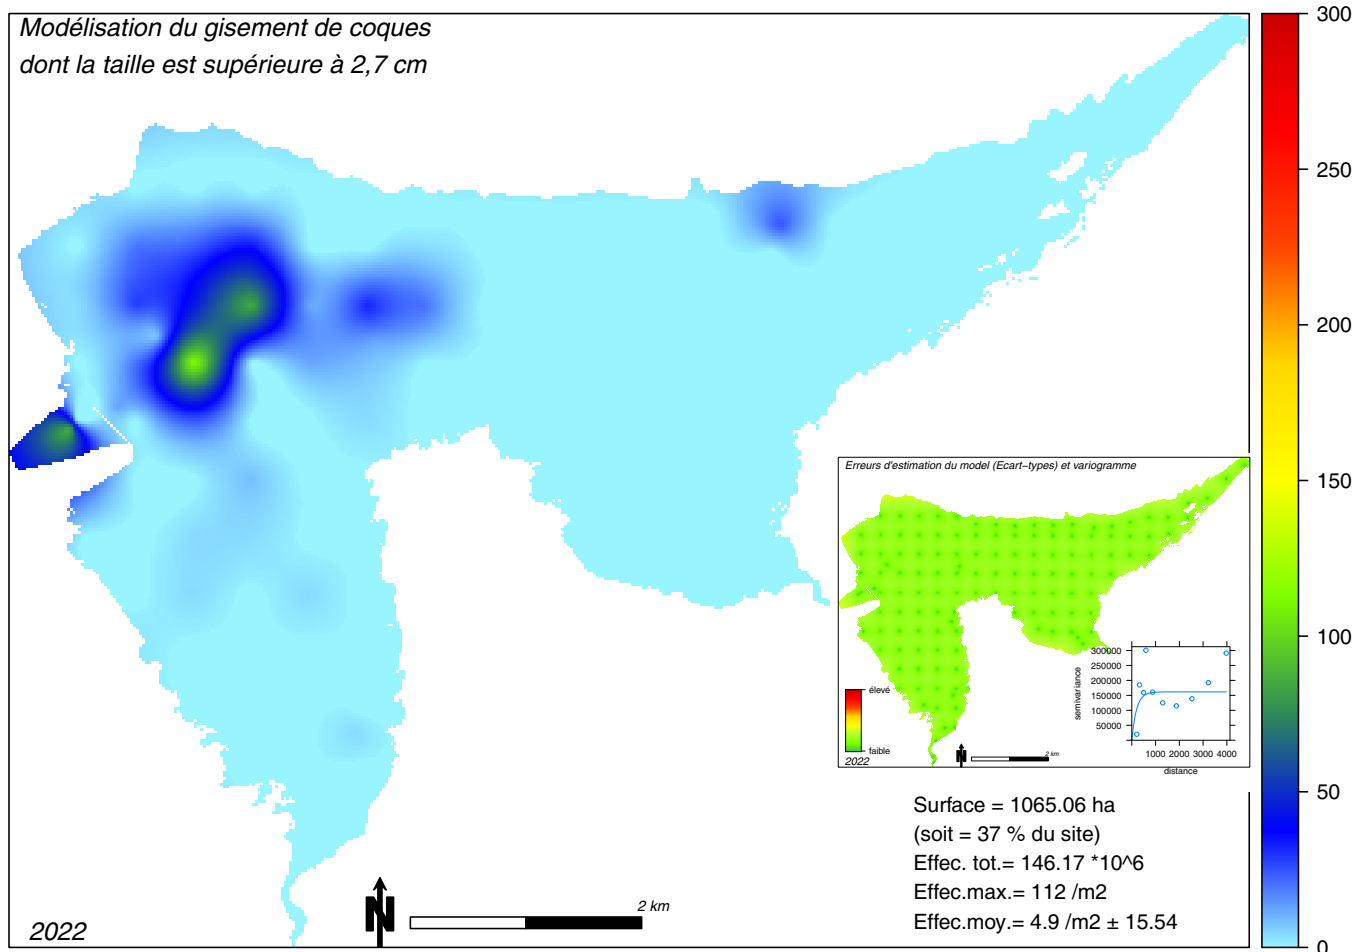 Modélisation du gisement de coques
dont la taille est supérieure à 2,7 cm
300
250
200
150
100
50
0
Erreurs d'estimation du model (Ecart-types) et variogramme
élevé
faible
2022
N
2 km
semivariance
300000
250000
200000
150000
100000
50000
1000 2000 3000 4000
distance
Surface = 1065.06 ha
(soit = 37 % du site)
Effec. tot.= 146.17 *10^6
Effec.max.= 112 /m2
Effec.moy.= 4.9 /m2 ± 15.54
N
2 km
2022